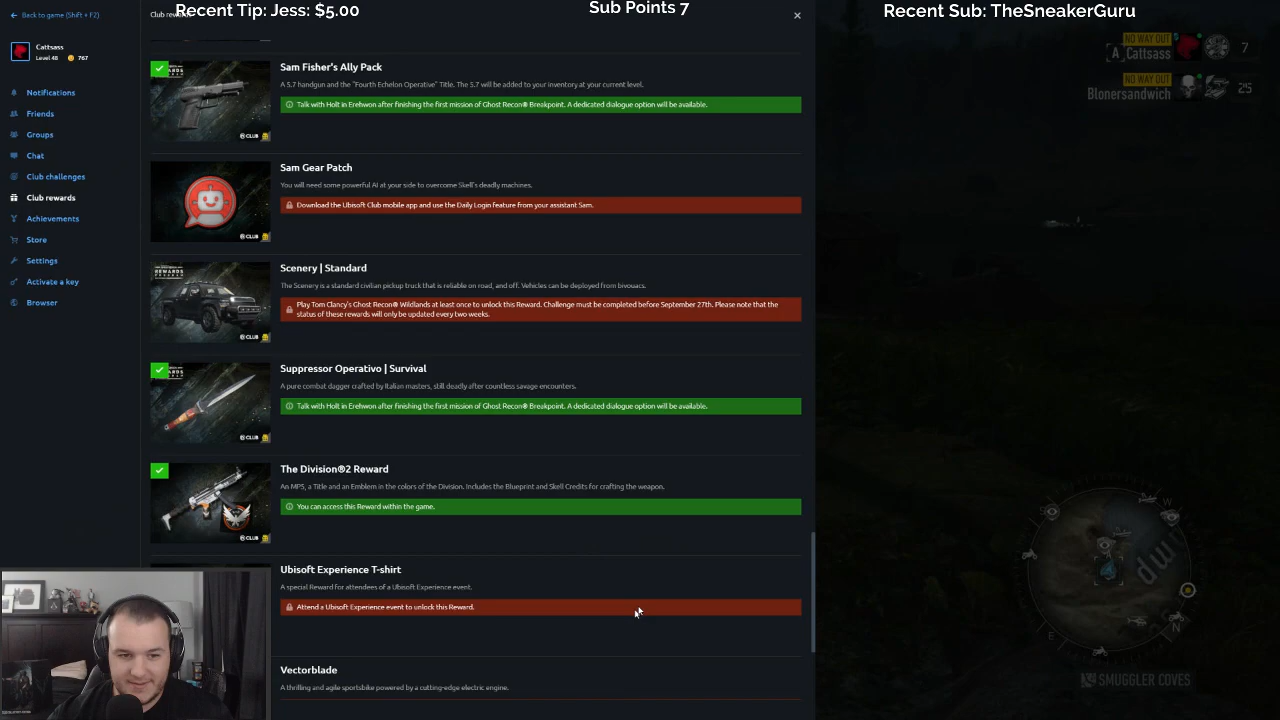 Back to game (Shift + F2)
Club rewards
Recent Tip: Jess: $5.00
Sub Points 7
Recent Sub: TheSneakerGuru
Cattsass
Level 48
767
Notifications
Friends
Groups
Chat
Club challenges
Club rewards
Achievements
Store
Settings
Activate a key
Browser
Sam Fisher's Ally Pack
A 5.7 handgun and the "Fourth Echelon Operative" Title. The 5.7 will be added to your inventory at your current level.
Talk with Holt in Erehwon after finishing the first mission of Ghost Recon® Breakpoint. A dedicated dialogue option will be available.
CLUB
Sam Gear Patch
You will need some powerful AI at your side to overcome Skell's deadly machines.
Download the Ubisoft Club mobile app and use the Daily Login feature from your assistant Sam.
CLUB
Scenery | Standard
The Scenery is a standard civilian pickup truck that is reliable on road, and off. Vehicles can be deployed from bivouacs.
Play Tom Clancy's Ghost Recon® Wildlands at least once to unlock this Reward. Challenge must be completed before September 27th. Please note that the
status of these rewards will only be updated every two weeks.
CLUB
Suppressor Operativo | Survival
A pure combat dagger crafted by Italian masters, still deadly after countless savage encounters.
Talk with Holt in Erehwon after finishing the first mission of Ghost Recon® Breakpoint. A dedicated dialogue option will be available.
CLUB
The Division®2 Reward
An MP5, a Title and an Emblem in the colors of the Division. Includes the Blueprint and Skell Credits for crafting the weapon.
You can access this Reward within the game.
CLUB
Ubisoft Experience T-shirt
A special Reward for attendees of a Ubisoft Experience event.
Attend a Ubisoft Experience event to unlock this Reward.
Vectorblade
A thrilling and agile sportsbike powered by a cutting-edge electric engine.
NO WAY OUT
[A] Cattsass
7
NO WAY OUT
Blonersandwich
215
S
W
E
N
SMUGGLER COVES